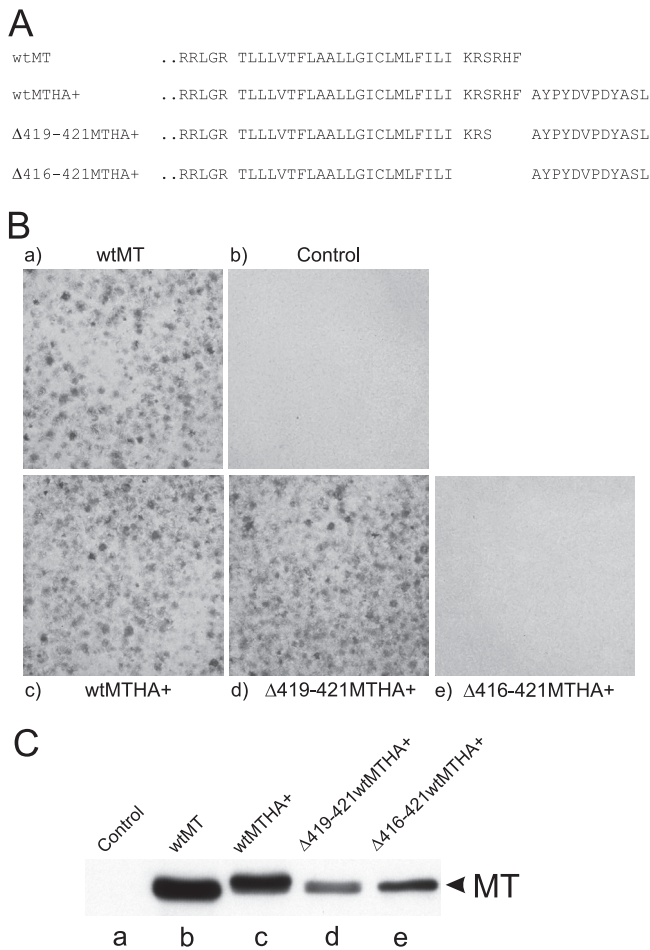 A
wtMT ..RRLGR TLLLVTFLAALLGICLMLFILI KRSRHF
wtMTHA+ ..RRLGR TLLLVTFLAALLGICLMLFILI KRSRHF AYPYDVPDYASL
Δ419-421MTHA+ ..RRLGR TLLLVTFLAALLGICLMLFILI KRS AYPYDVPDYASL
Δ416-421MTHA+ ..RRLGR TLLLVTFLAALLGICLMLFILI AYPYDVPDYASL
B
a) wtMT b) Control
c) wtMTHA+ d) Δ419-421MTHA+ e) Δ416-421MTHA+
C
Control wtMT wtMTHA+ Δ419-421wtMTHA+ Δ416-421wtMTHA+
MT
a b c d e